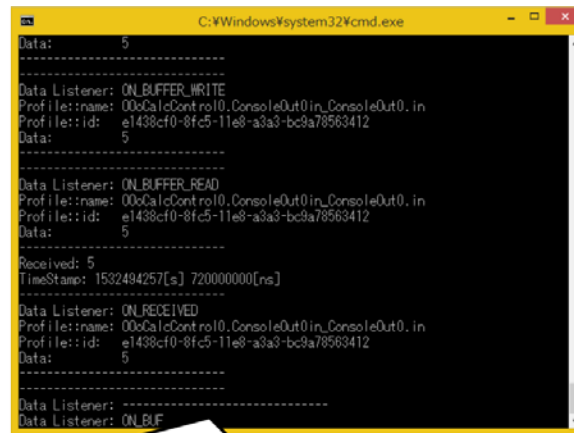 C:¥Windows¥system32¥cmd.exe
Data: 5
------------------------------
------------------------------
Data Listener: ON_BUFFER_WRITE
Profile::name: OOoCalcControl0.ConsoleOut0in_ConsoleOut0.in
Profile::id: e1438cf0-8fc5-11e8-a3a3-bc9a78563412
Data: 5
------------------------------
------------------------------
Data Listener: ON_BUFFER_READ
Profile::name: OOoCalcControl0.ConsoleOut0in_ConsoleOut0.in
Profile::id: e1438cf0-8fc5-11e8-a3a3-bc9a78563412
Data: 5
------------------------------
Received: 5
TimeStamp: 1532494257[s] 720000000[ns]
------------------------------
Data Listener: ON_RECEIVED
Profile::name: OOoCalcControl0.ConsoleOut0in_ConsoleOut0.in
Profile::id: e1438cf0-8fc5-11e8-a3a3-bc9a78563412
Data: 5
------------------------------
------------------------------
Data Listener: ------------------------------
Data Listener: ON_BUF